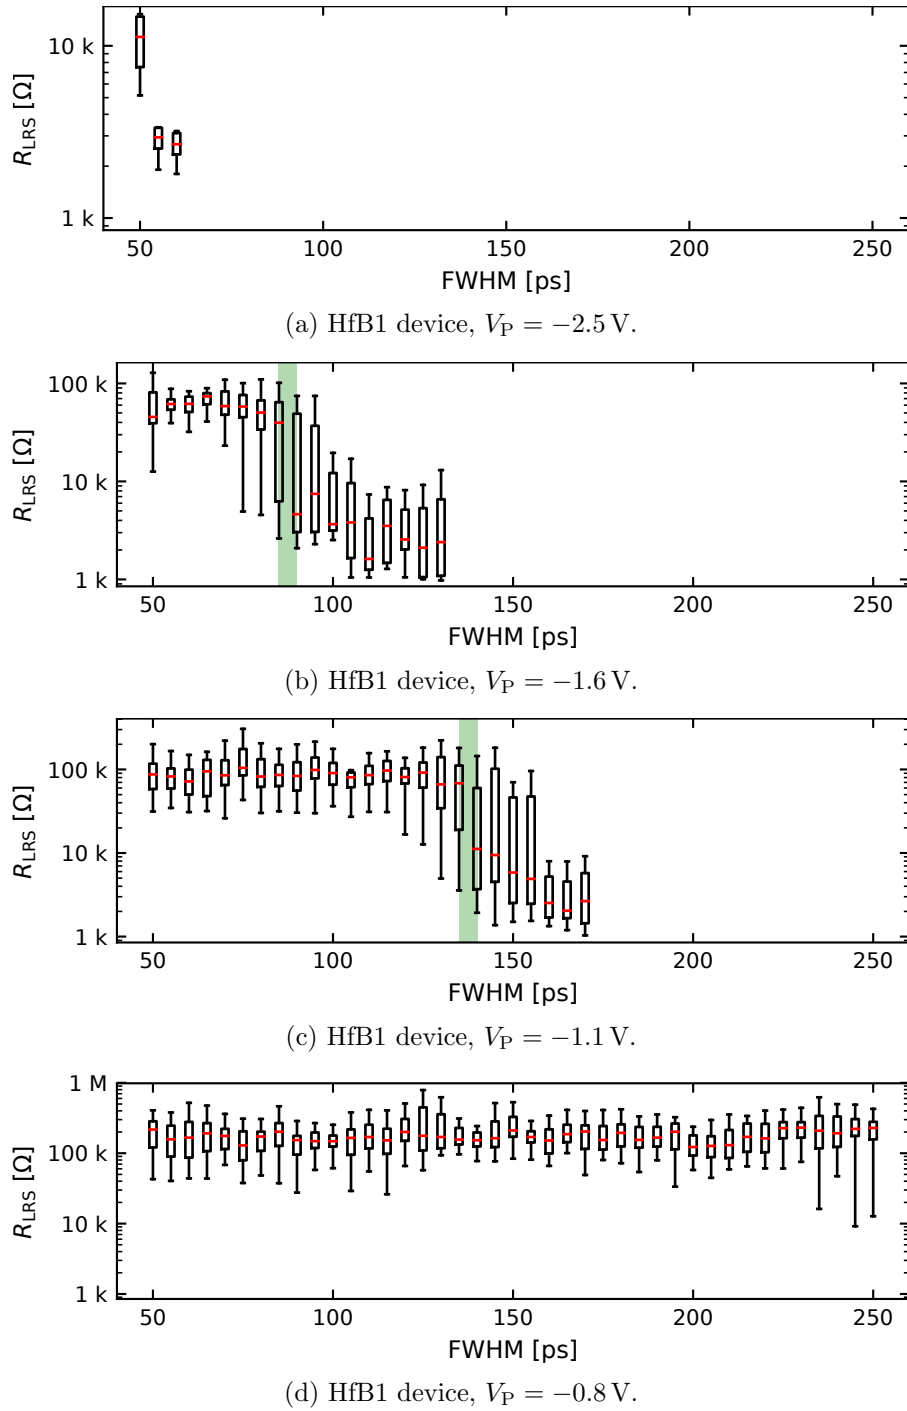 10 k
1 k
R_LRS [Ω]
50 100 150 200 250
FWHM [ps]
(a) HfB1 device, V_P = −2.5 V.
100 k
10 k
1 k
R_LRS [Ω]
50 100 150 200 250
FWHM [ps]
(b) HfB1 device, V_P = −1.6 V.
100 k
10 k
1 k
R_LRS [Ω]
50 100 150 200 250
FWHM [ps]
(c) HfB1 device, V_P = −1.1 V.
1 M
100 k
10 k
1 k
R_LRS [Ω]
50 100 150 200 250
FWHM [ps]
(d) HfB1 device, V_P = −0.8 V.